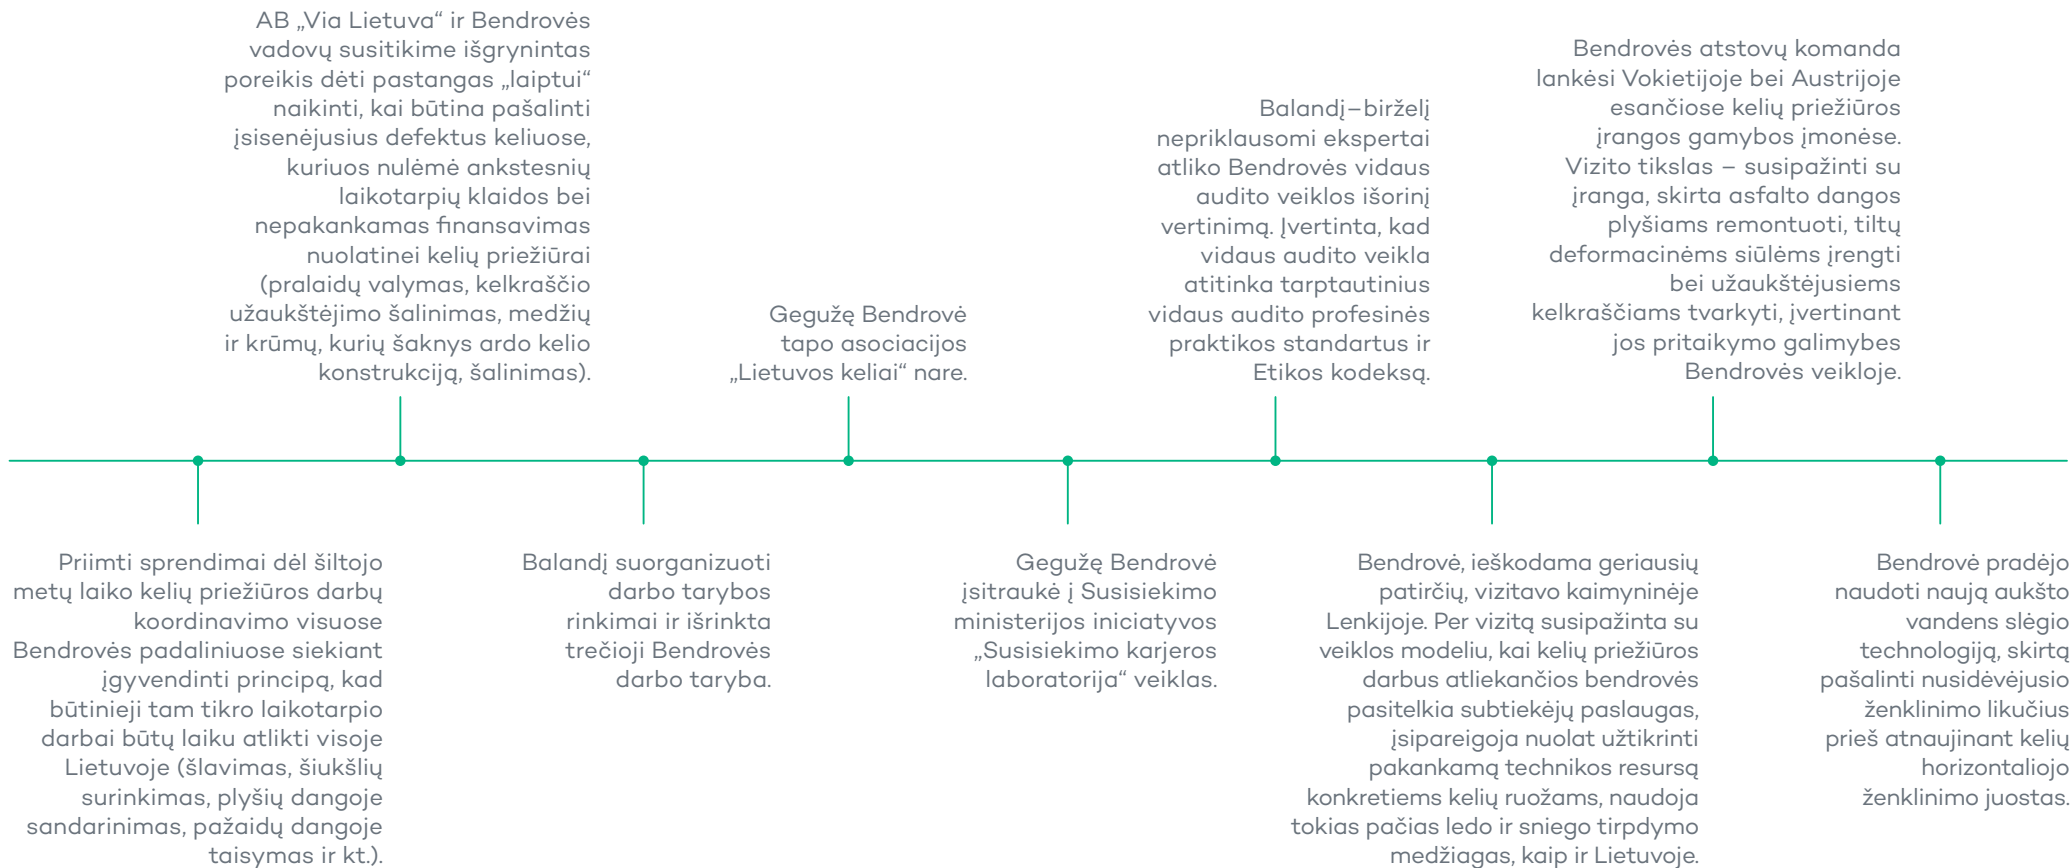 AB „Via Lietuva“ ir Bendrovės
vadovų susitikime išgrynintas
poreikis dėti pastangas „laiptui“
naikinti, kai būtina pašalinti
įsisenėjusius defektus keliuose,
kuriuos nulėmė ankstesnių
laikotarpių klaidos bei
nepakankamas finansavimas
nuolatinei kelių priežiūrai
(pralaidų valymas, kelkraščio
užaukštėjimo šalinimas, medžių
ir krūmų, kurių šaknys ardo kelio
konstrukciją, šalinimas).
Gegužę Bendrovė
tapo asociacijos
„Lietuvos keliai“ nare.
Balandį–birželį
nepriklausomi ekspertai
atliko Bendrovės vidaus
audito veiklos išorinį
vertinimą. Įvertinta, kad
vidaus audito veikla
atitinka tarptautinius
vidaus audito profesinės
praktikos standartus ir
Etikos kodeksą.
Bendrovės atstovų komanda
lankėsi Vokietijoje bei Austrijoje
esančiose kelių priežiūros
įrangos gamybos įmonėse.
Vizito tikslas – susipažinti su
įranga, skirta asfalto dangos
plyšiams remontuoti, tiltų
deformacinėms siūlėms įrengti
bei užaukštėjusiems
kelkraščiams tvarkyti, įvertinant
jos pritaikymo galimybes
Bendrovės veikloje.
Priimti sprendimai dėl šiltojo
metų laiko kelių priežiūros darbų
koordinavimo visuose
Bendrovės padaliniuose siekiant
įgyvendinti principą, kad
būtinieji tam tikro laikotarpio
darbai būtų laiku atlikti visoje
Lietuvoje (šlavimas, šiukšlių
surinkimas, plyšių dangoje
sandarinimas, pažaidų dangoje
taisymas ir kt.).
Balandį suorganizuoti
darbo tarybos
rinkimai ir išrinkta
trečioji Bendrovės
darbo taryba.
Gegužę Bendrovė
įsitraukė į Susisiekimo
ministerijos iniciatyvos
„Susisiekimo karjeros
laboratorija“ veiklas.
Bendrovė, ieškodama geriausių
patirčių, vizitavo kaimyninėje
Lenkijoje. Per vizitą susipažinta su
veiklos modeliu, kai kelių priežiūros
darbus atliekančios bendrovės
pasitelkia subtiekėjų paslaugas,
įsipareigoja nuolat užtikrinti
pakankamą technikos resursą
konkretiems kelių ruožams, naudoja
tokias pačias ledo ir sniego tirpdymo
medžiagas, kaip ir Lietuvoje.
Bendrovė pradėjo
naudoti naują aukšto
vandens slėgio
technologiją, skirtą
pašalinti nusidėvėjusio
ženklinimo likučius
prieš atnaujinant kelių
horizontaliojo
ženklinimo juostas.